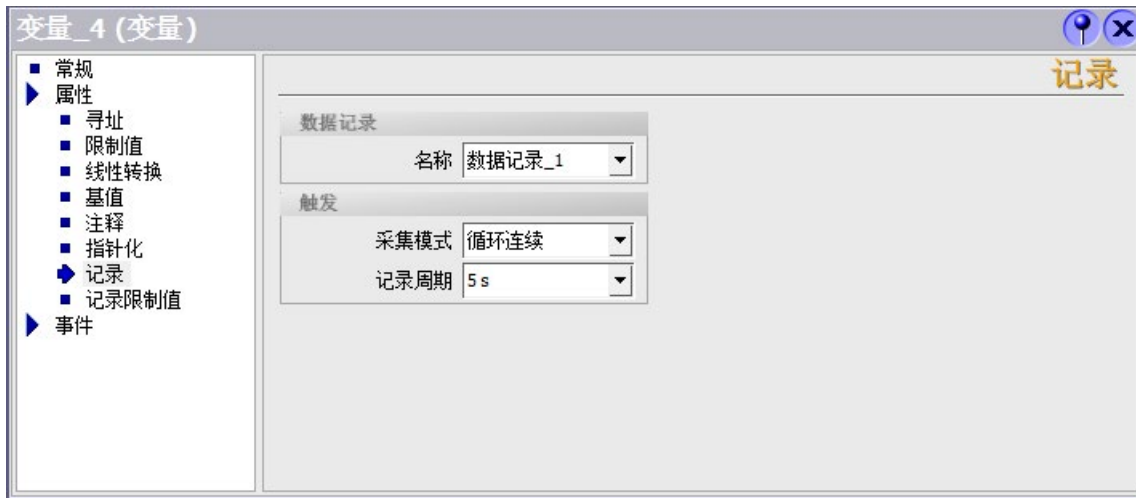 变量_4 (变量)
常规
属性
寻址
限制值
线性转换
基值
注释
指针化
记录
记录限制值
事件
记录
数据记录
名称 数据记录_1
触发
采集模式 循环连续
记录周期 5 s